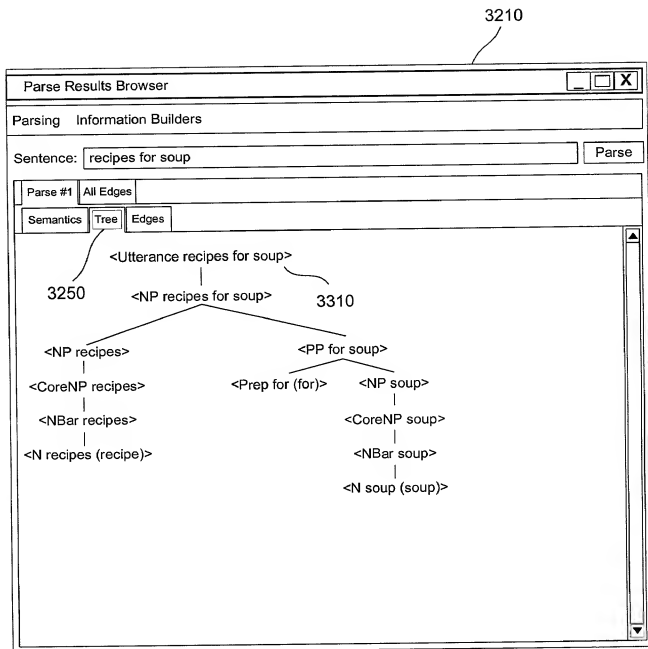 3210
Parse Results Browser _ X
Parsing Information Builders
Sentence: recipes for soup Parse
Parse #1 All Edges
Semantics Tree Edges
<Utterance recipes for soup>
3250 3310
<NP recipes for soup>
<NP recipes> <PP for soup>
<CoreNP recipes> <Prep for (for)> <NP soup>
<NBar recipes> <CoreNP soup>
<N recipes (recipe)> <NBar soup>
<N soup (soup)>